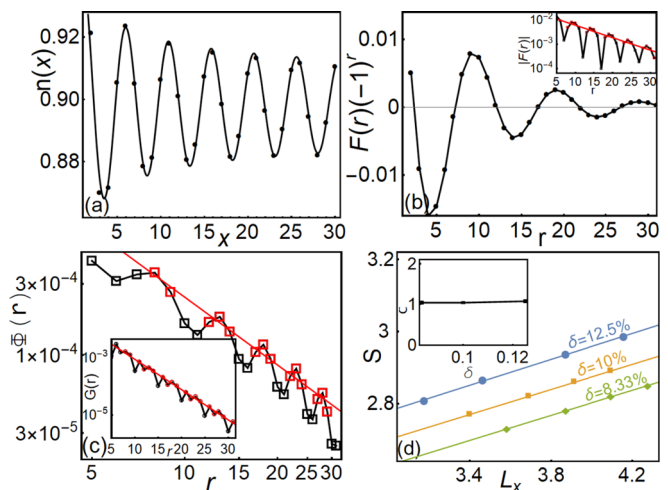 0.92
0.90
0.88
n(x)
(a)
5 10 15 20 25 30
x
0.01
0
−0.01
F(r)(−1)^r
(b)
5 10 15 20 25 30
r
10⁻²
10⁻³
10⁻⁴
|F(r)|
5 10 15 20 25 30
r
3×10⁻⁴
1×10⁻⁴
3×10⁻⁵
Φ(r)
(c)
5 10 15 20 25 30
r
10⁻³
10⁻⁵
G(r)
5 10 15 r 20 25 30
3.2
3
2.8
S
(d)
3.4 3.8 4.2
Lₓ
2
1
0
c
0.1 0.12
δ
δ=12.5%
δ=10%
δ=8.33%